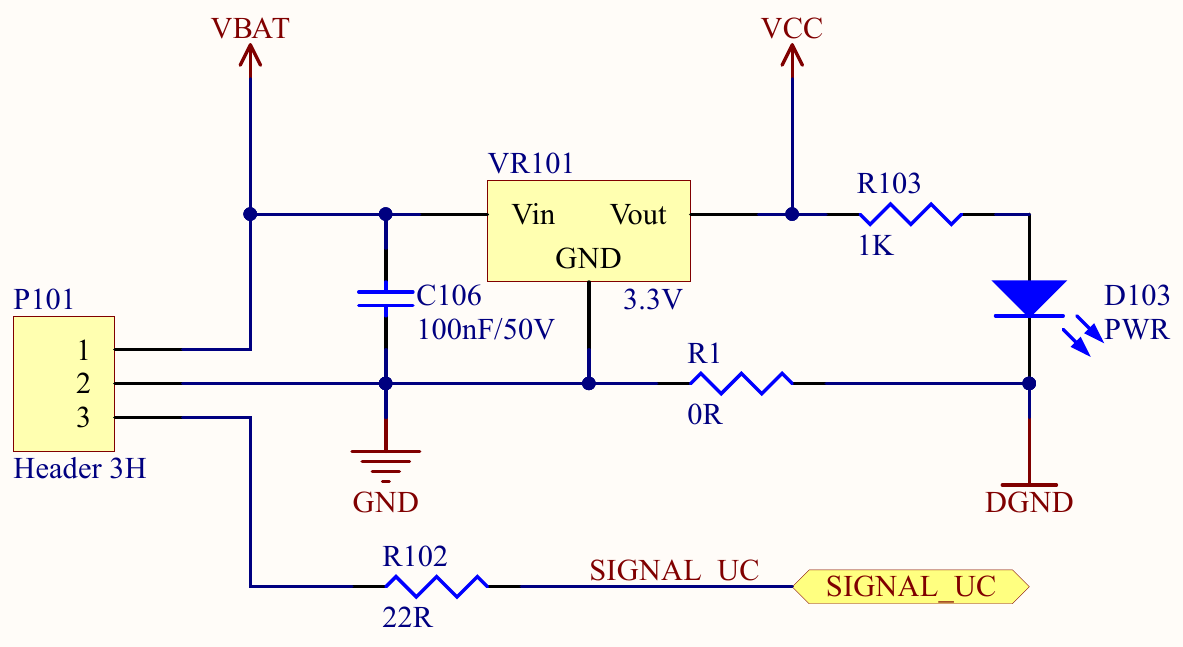 VBAT
VCC
VR101
Vin
Vout
GND
3.3V
R103
1K
C106
100nF/50V
D103
PWR
P101
1
2
3
Header 3H
R1
0R
GND
DGND
R102
22R
SIGNAL_UC
SIGNAL_UC